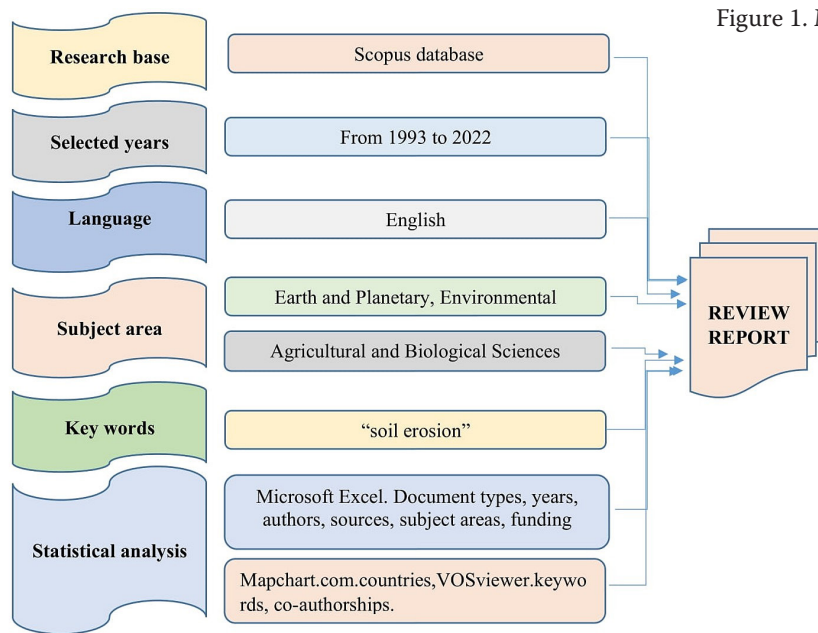 Figure 1.
Research base
Scopus database
Selected years
From 1993 to 2022
Language
English
Subject area
Earth and Planetary, Environmental
Agricultural and Biological Sciences
Key words
“soil erosion”
Statistical analysis
Microsoft Excel. Document types, years,
authors, sources, subject areas, funding
Mapchart.com.countries,VOSviewer.keywo
rds, co-authorships.
REVIEW
REPORT